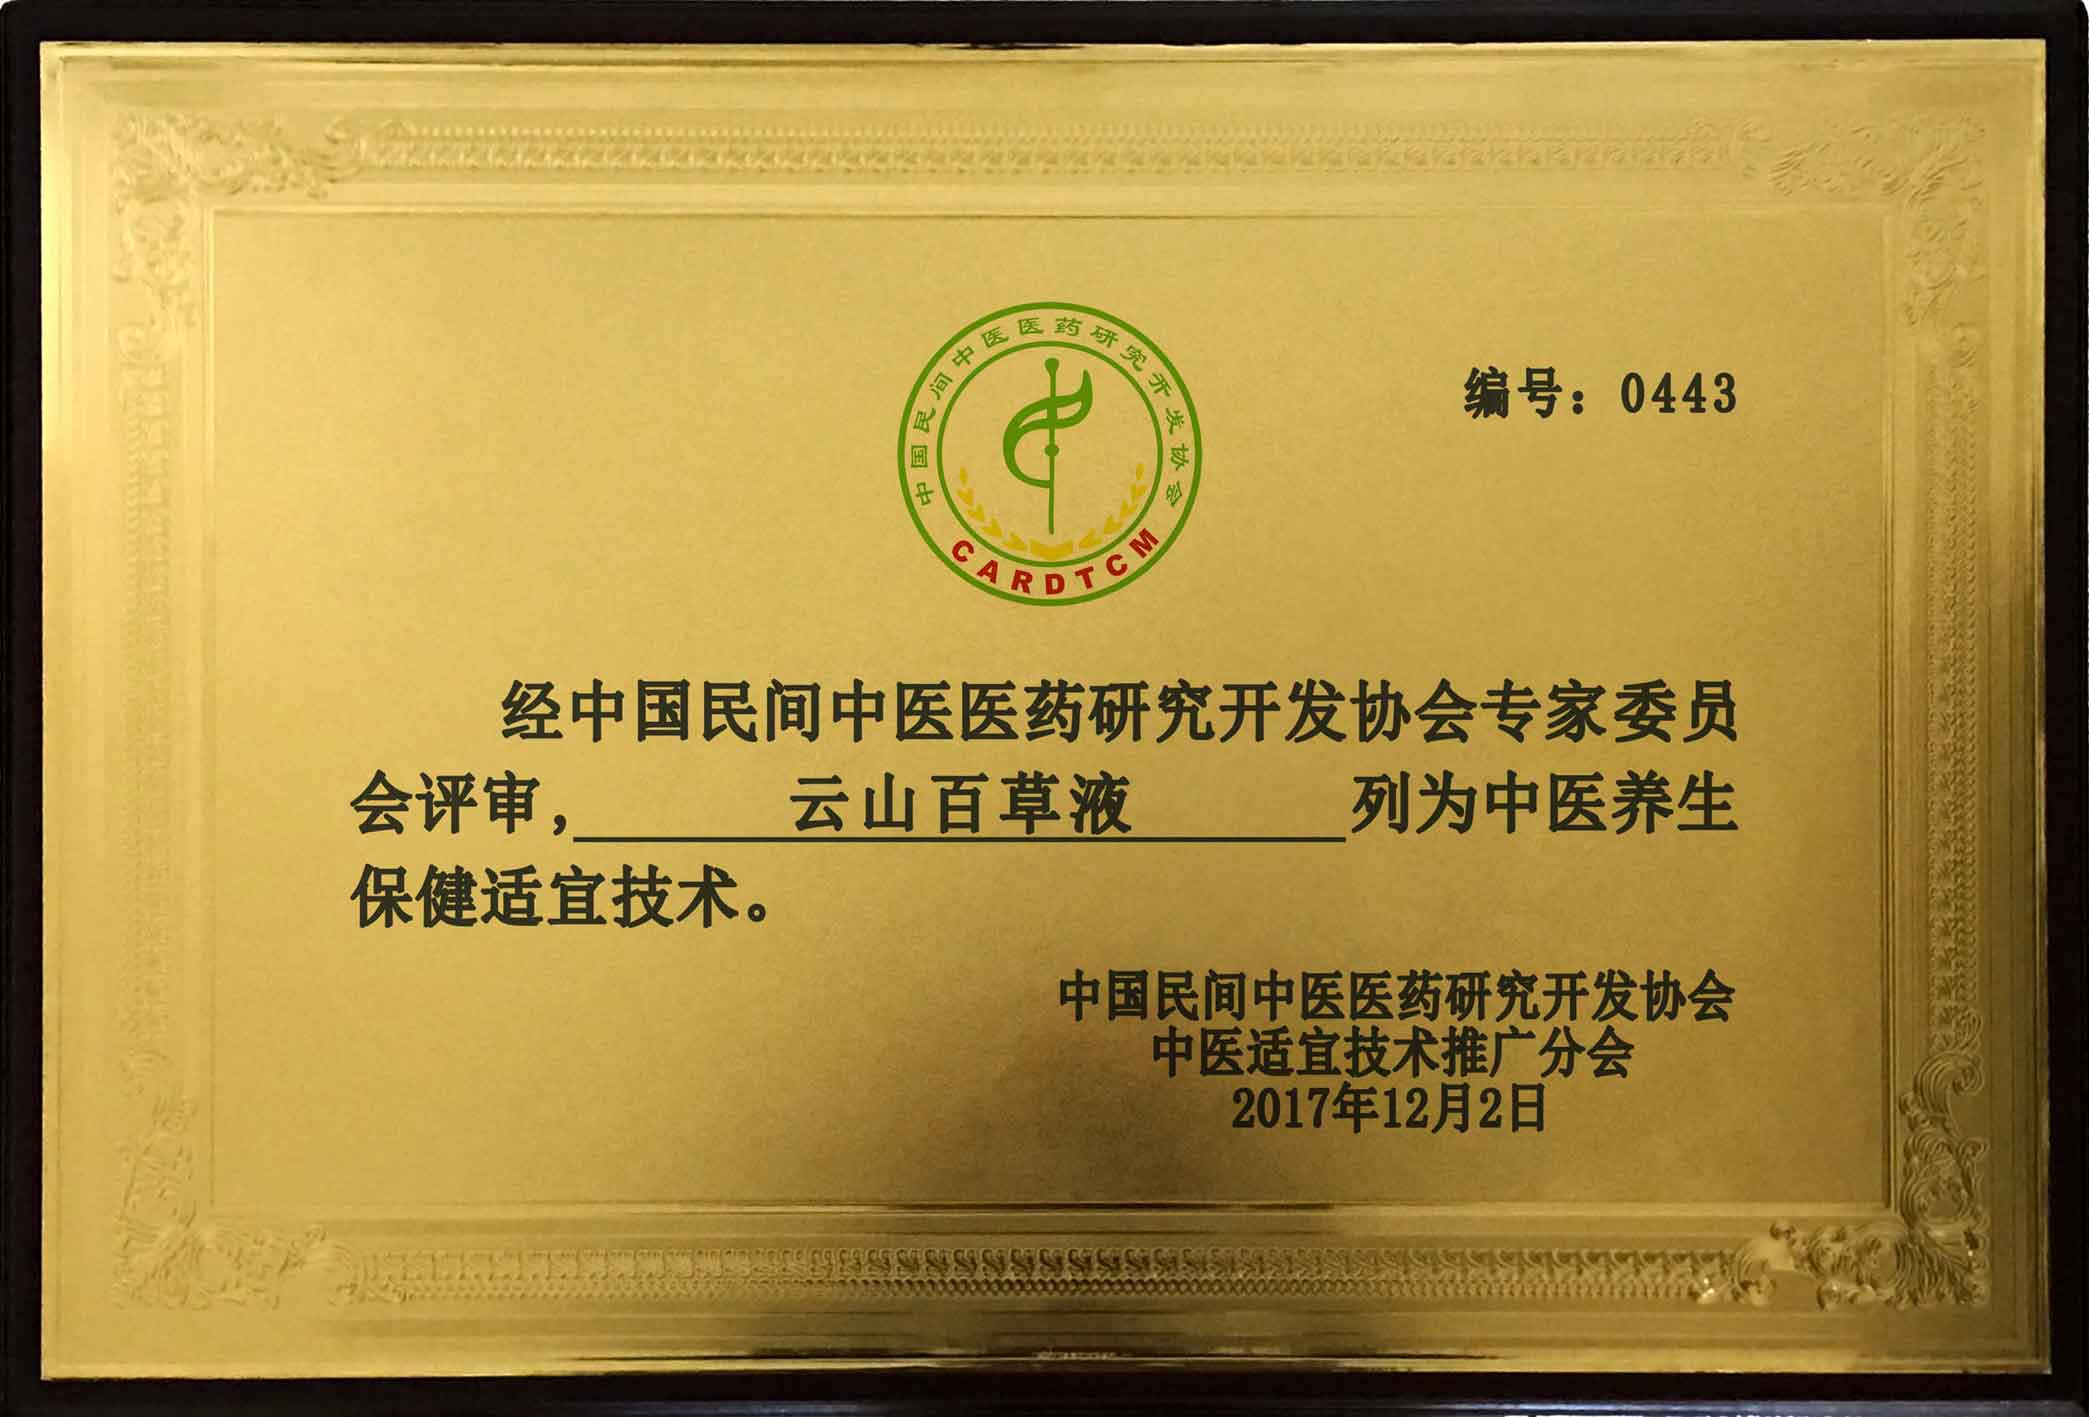 中国民间中医医药研究开发协会
CARDTCM
编号：0443
经中国民间中医医药研究开发协会专家委员
会评审，云山百草液列为中医养生
保健适宜技术。
中国民间中医医药研究开发协会
中医适宜技术推广分会
2017年12月2日